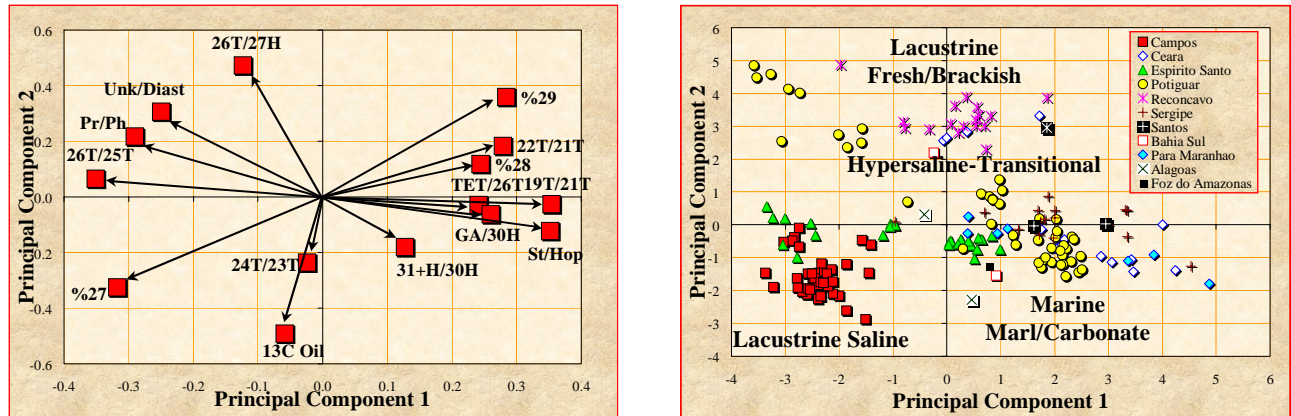 0.6
0.4
0.2
0.0
-0.2
-0.4
-0.6
Principal Component 2
26T/27H
Unk/Diast
Pr/Ph
26T/25T
%29
22T/21T
%28
TET/26T 19T/21T
GA/30H
St/Hop
31+H/30H
24T/23T
%27
13C Oil
-0.4 -0.3 -0.2 -0.1 0.0 0.1 0.2 0.3 0.4
Principal Component 1
6
5
4
3
2
1
0
-1
-2
-3
-4
Principal Component 2
Lacustrine
Fresh/Brackish
Hypersaline-Transitional
Marine
Marl/Carbonate
Lacustrine Saline
Campos
Ceara
Espirito Santo
Potiguar
Reconcavo
Sergipe
Santos
Bahia Sul
Para Maranhao
Alagoas
Foz do Amazonas
-4 -3 -2 -1 0 1 2 3 4 5 6
Principal Component 1